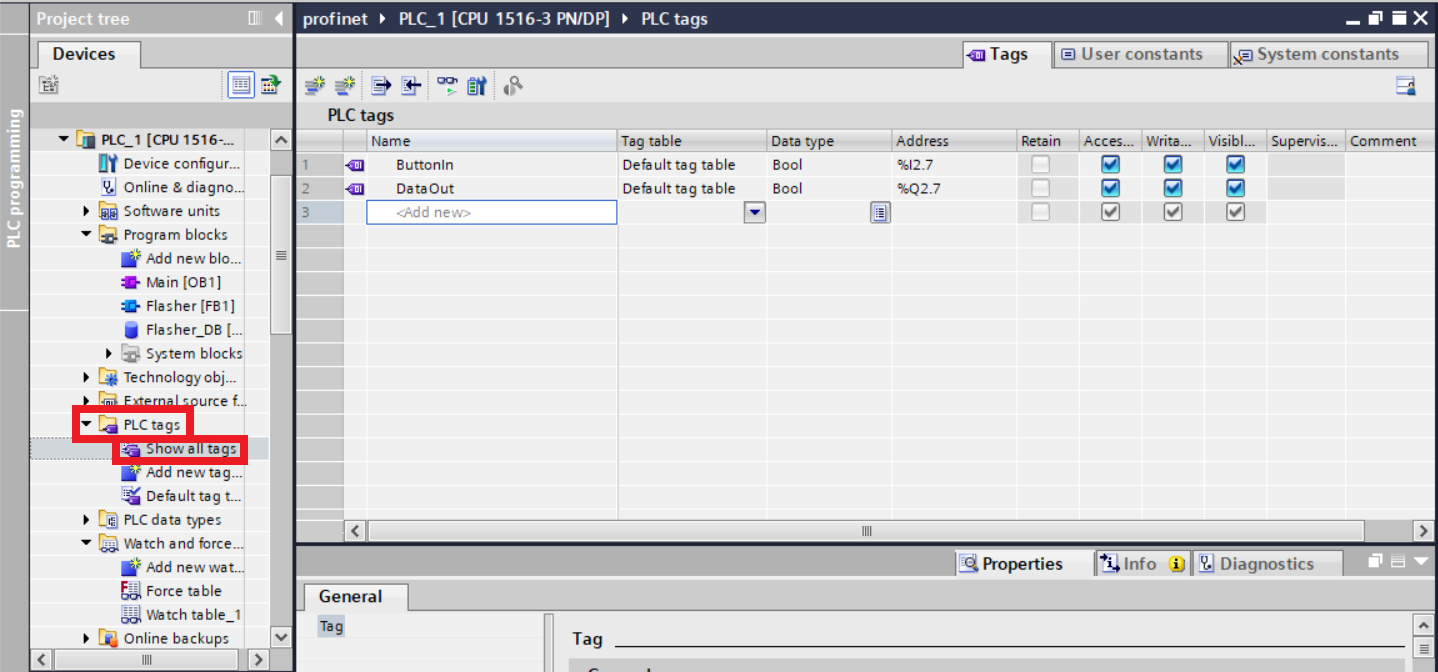 Project tree
profinet ▸ PLC_1 [CPU 1516-3 PN/DP] ▸ PLC tags
Devices
Tags
User constants
System constants
PLC programming
PLC tags
Name Tag table Data type Address Retain Acces... Writa... Visibl... Supervis... Comment
1 ButtonIn Default tag table Bool %I2.7
2 DataOut Default tag table Bool %Q2.7
3 <Add new>
PLC_1 [CPU 1516-...
Device configur...
Online & diagno...
Software units
Program blocks
Add new blo...
Main [OB1]
Flasher [FB1]
Flasher_DB [...
System blocks
Technology obj...
External source f...
PLC tags
Show all tags
Add new tag...
Default tag t...
PLC data types
Watch and force...
Add new wat...
Force table
Watch table_1
Online backups
Properties
Info
Diagnostics
General
Tag
Tag